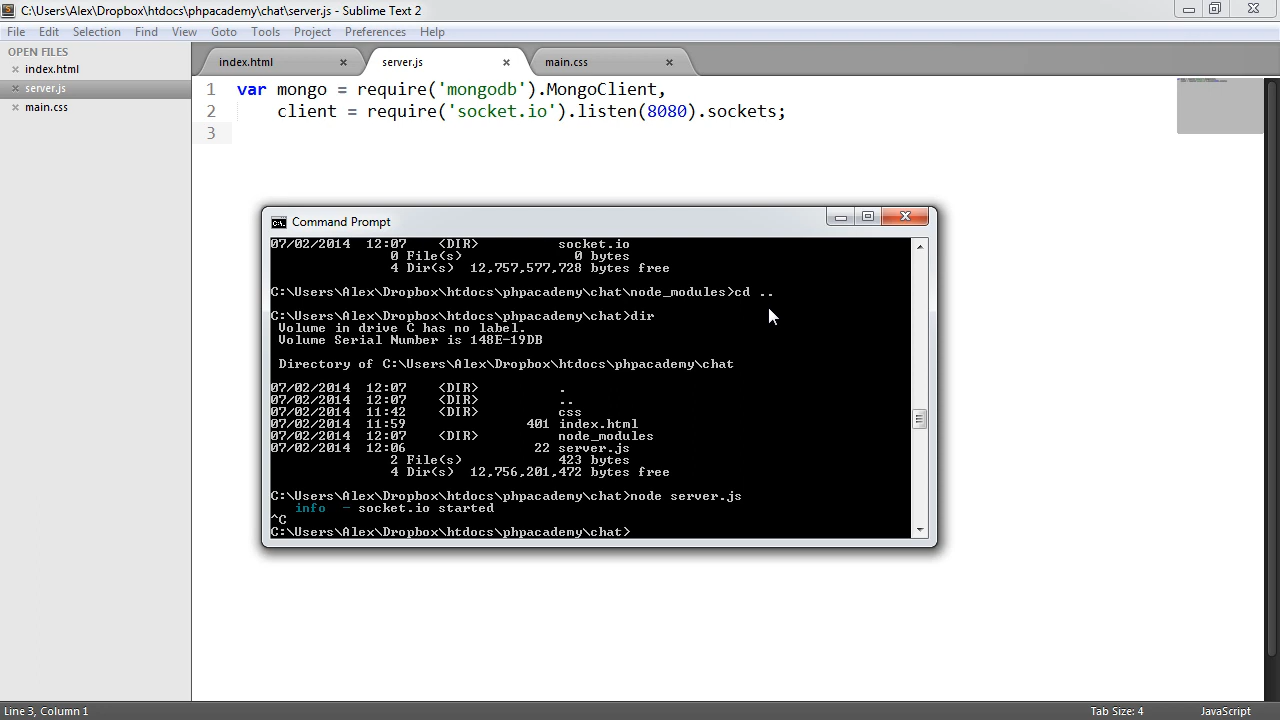 C:\Users\Alex\Dropbox\htdocs\phpacademy\chat\server.js - Sublime Text 2
File Edit Selection Find View Goto Tools Project Preferences Help
OPEN FILES
index.html
server.js
main.css
index.html server.js main.css
1 var mongo = require('mongodb').MongoClient,
2     client = require('socket.io').listen(8080).sockets;
3
Command Prompt
07/02/2014  12:07    <DIR>          socket.io
               0 File(s)              0 bytes
               4 Dir(s)  12,757,577,728 bytes free
C:\Users\Alex\Dropbox\htdocs\phpacademy\chat\node_modules>cd ..
C:\Users\Alex\Dropbox\htdocs\phpacademy\chat>dir
 Volume in drive C has no label.
 Volume Serial Number is 148E-19DB
 Directory of C:\Users\Alex\Dropbox\htdocs\phpacademy\chat
07/02/2014  12:07    <DIR>          .
07/02/2014  12:07    <DIR>          ..
07/02/2014  11:42    <DIR>          css
07/02/2014  11:59               401 index.html
07/02/2014  12:07    <DIR>          node_modules
07/02/2014  12:06                22 server.js
               2 File(s)            423 bytes
               4 Dir(s)  12,756,201,472 bytes free
C:\Users\Alex\Dropbox\htdocs\phpacademy\chat>node server.js
   info  - socket.io started
^C
C:\Users\Alex\Dropbox\htdocs\phpacademy\chat>
Line 3, Column 1
Tab Size: 4
JavaScript